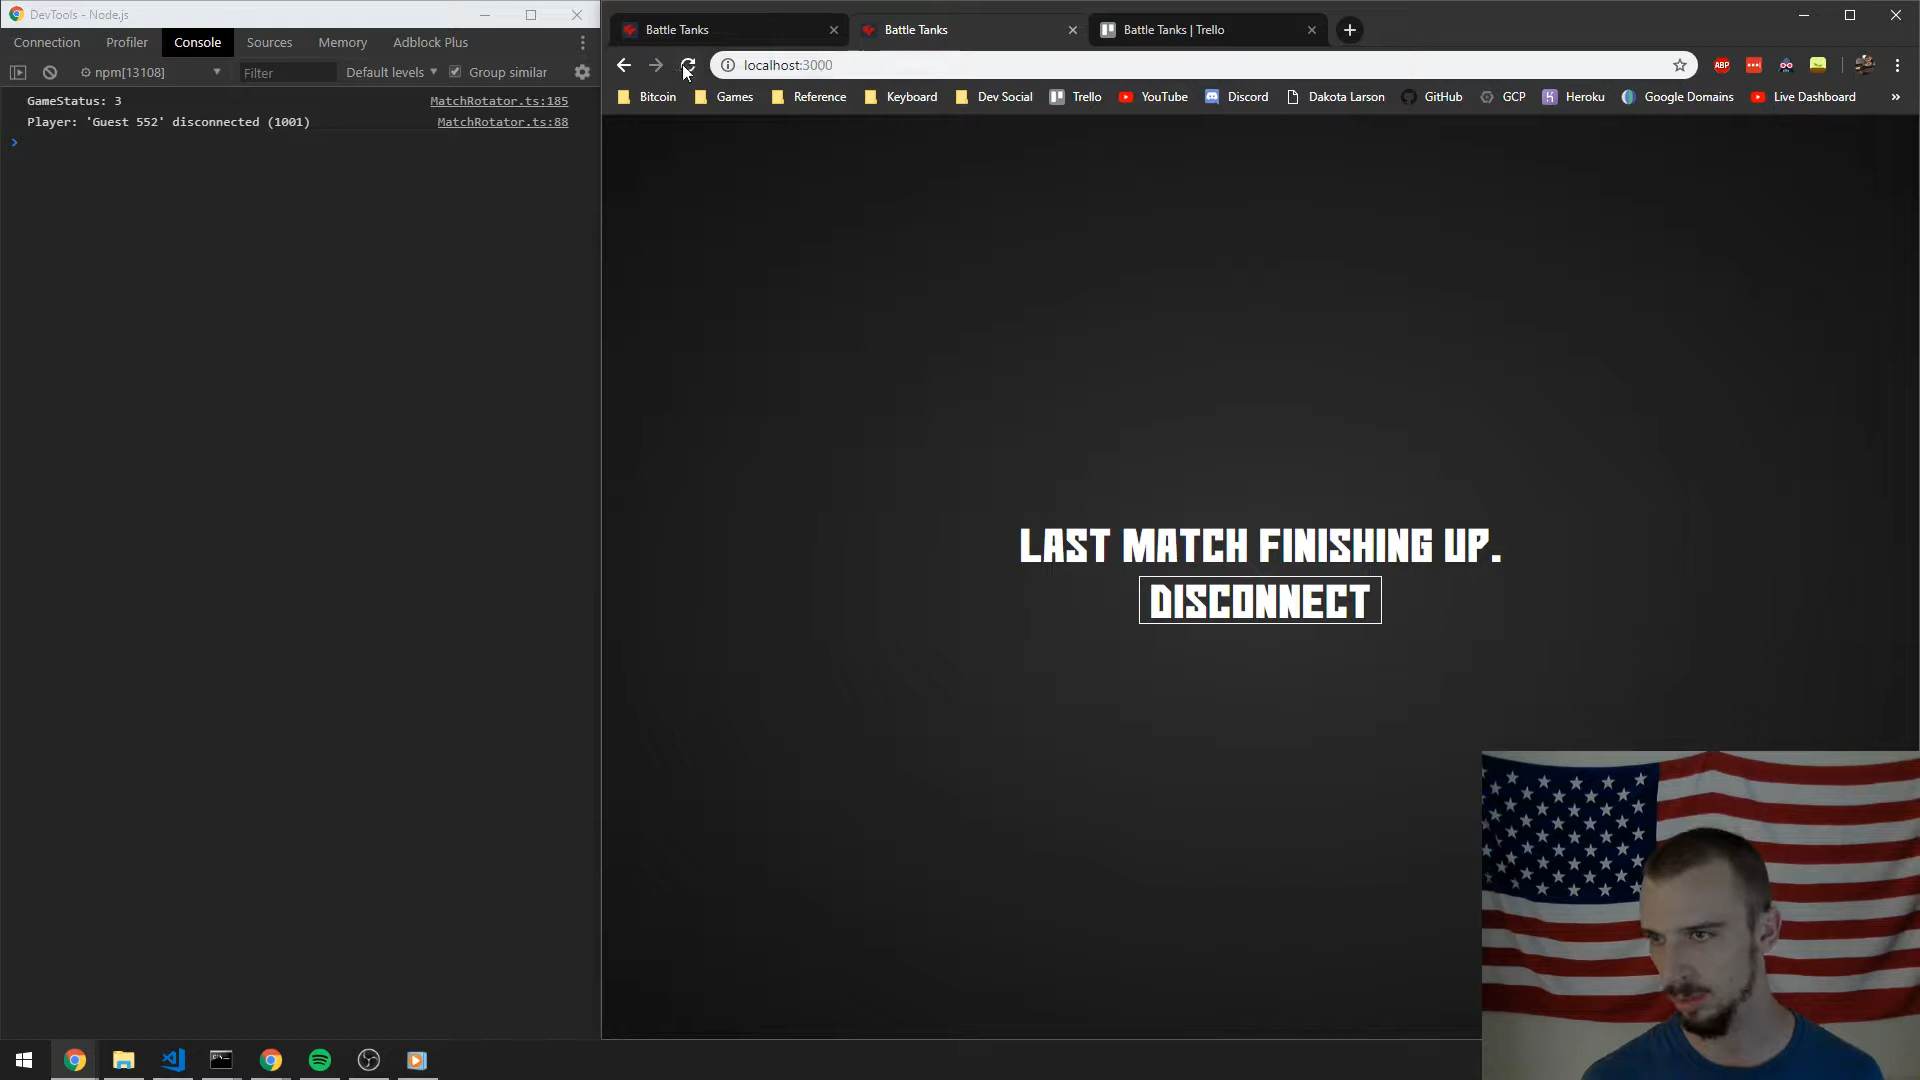 DevTools - Node.js
Connection
Profiler
Console
Sources
Memory
Adblock Plus
npm[13108]
Filter
Default levels
Group similar
GameStatus: 3
MatchRotator.ts:185
Player: 'Guest 552' disconnected (1001)
MatchRotator.ts:88
Battle Tanks
Battle Tanks
Battle Tanks | Trello
localhost:3000
ABP
Bitcoin
Games
Reference
Keyboard
Dev Social
Trello
YouTube
Discord
Dakota Larson
GitHub
GCP
Heroku
Google Domains
Live Dashboard
LAST MATCH FINISHING UP.
DISCONNECT